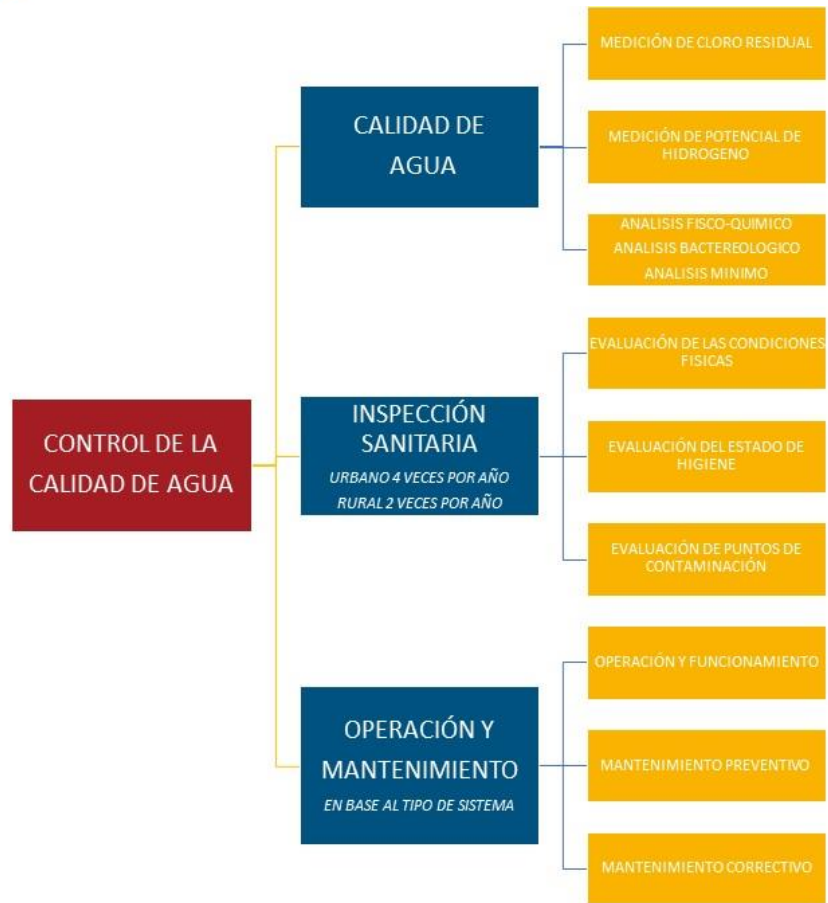 CONTROL DE LA
CALIDAD DE AGUA
CALIDAD DE
AGUA
MEDICIÓN DE CLORO RESIDUAL
MEDICIÓN DE POTENCIAL DE
HIDROGENO
ANALISIS FISCO-QUIMICO
ANALISIS BACTEREOLOGICO
ANALISIS MINIMO
INSPECCIÓN
SANITARIA
URBANO 4 VECES POR AÑO
RURAL 2 VECES POR AÑO
EVALUACIÓN DE LAS CONDICIONES
FISICAS
EVALUACIÓN DEL ESTADO DE
HIGIENE
EVALUACIÓN DE PUNTOS DE
CONTAMINACIÓN
OPERACIÓN Y
MANTENIMIENTO
EN BASE AL TIPO DE SISTEMA
OPERACIÓN Y FUNCIONAMIENTO
MANTENIMIENTO PREVENTIVO
MANTENIMIENTO CORRECTIVO